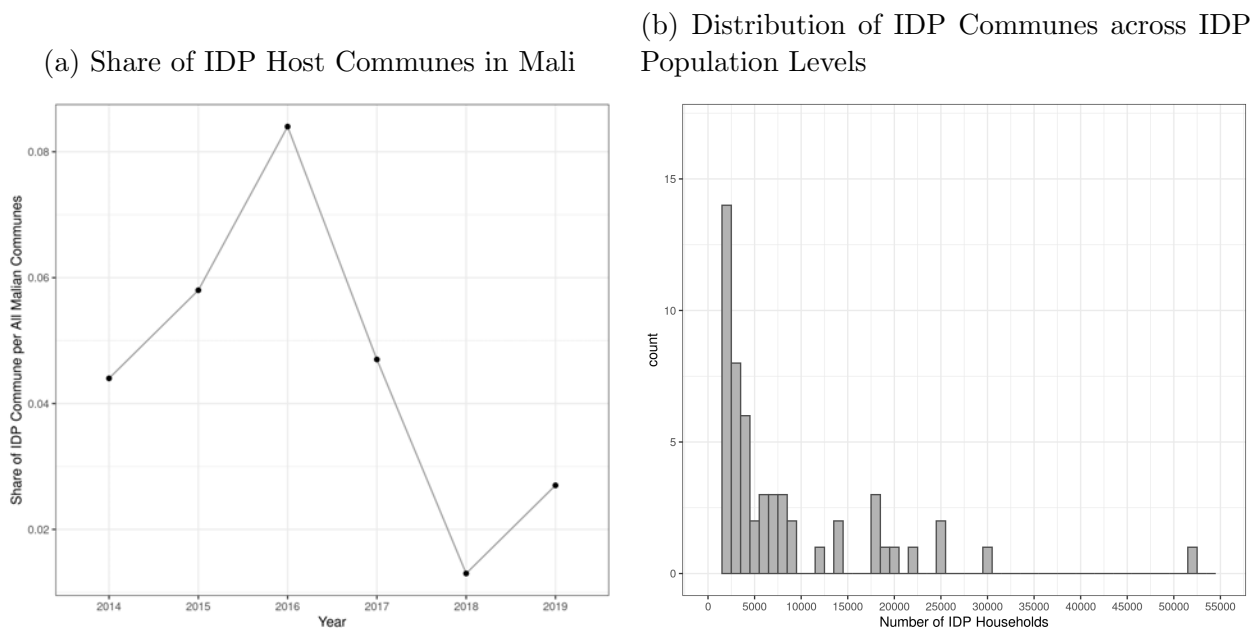 (a) Share of IDP Host Communes in Mali
Share of IDP Commune per All Malian Communes
0.08
0.06
0.04
0.02
2014 2015 2016 2017 2018 2019
Year
(b) Distribution of IDP Communes across IDP
Population Levels
count
15
10
5
0
0 5000 10000 15000 20000 25000 30000 35000 40000 45000 50000 55000
Number of IDP Households